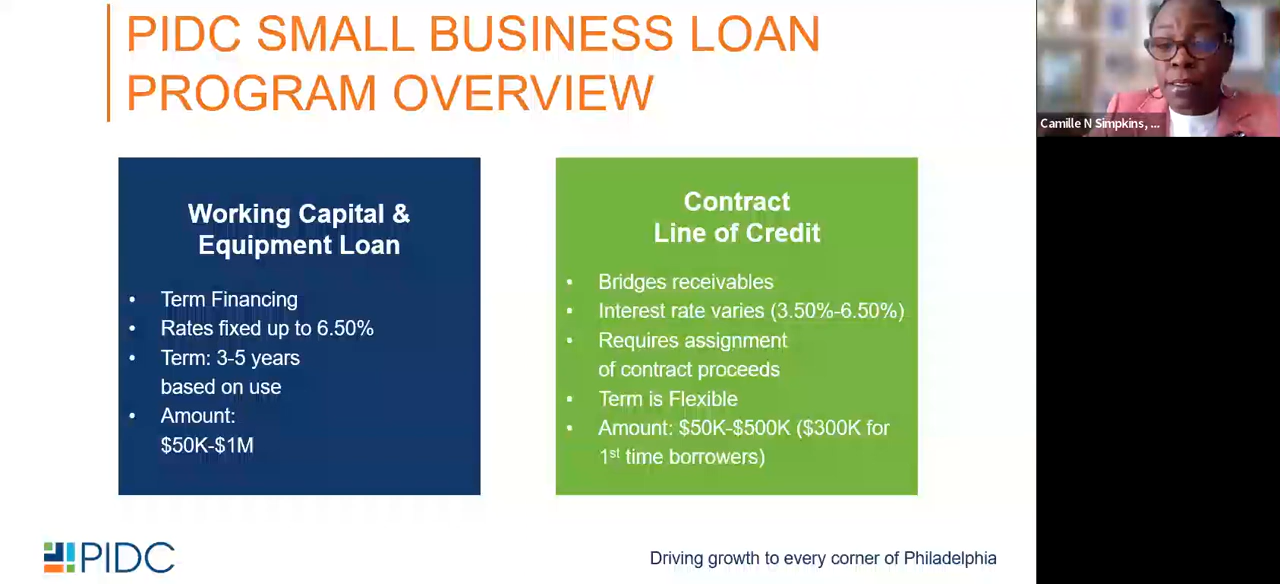 PIDC SMALL BUSINESS LOAN
PROGRAM OVERVIEW
Working Capital &
Equipment Loan
• Term Financing
• Rates fixed up to 6.50%
• Term: 3-5 years
based on use
• Amount:
$50K-$1M
Contract
Line of Credit
• Bridges receivables
• Interest rate varies (3.50%-6.50%)
• Requires assignment
of contract proceeds
• Term is Flexible
• Amount: $50K-$500K ($300K for
1st time borrowers)
PIDC
Driving growth to every corner of Philadelphia
Camille N Simpkins, ...